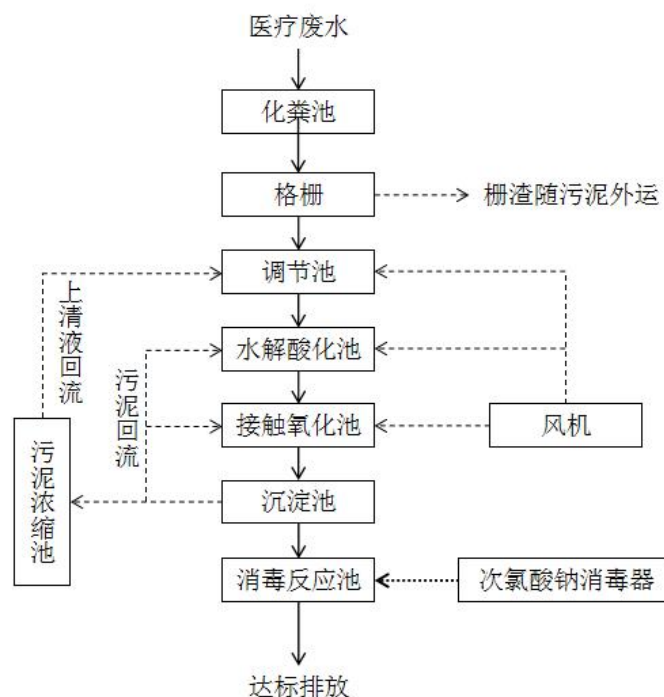 医疗废水
化粪池
格栅
栅渣随污泥外运
调节池
上清液回流
水解酸化池
污泥回流
接触氧化池
风机
污泥浓缩池
沉淀池
消毒反应池
次氯酸钠消毒器
达标排放